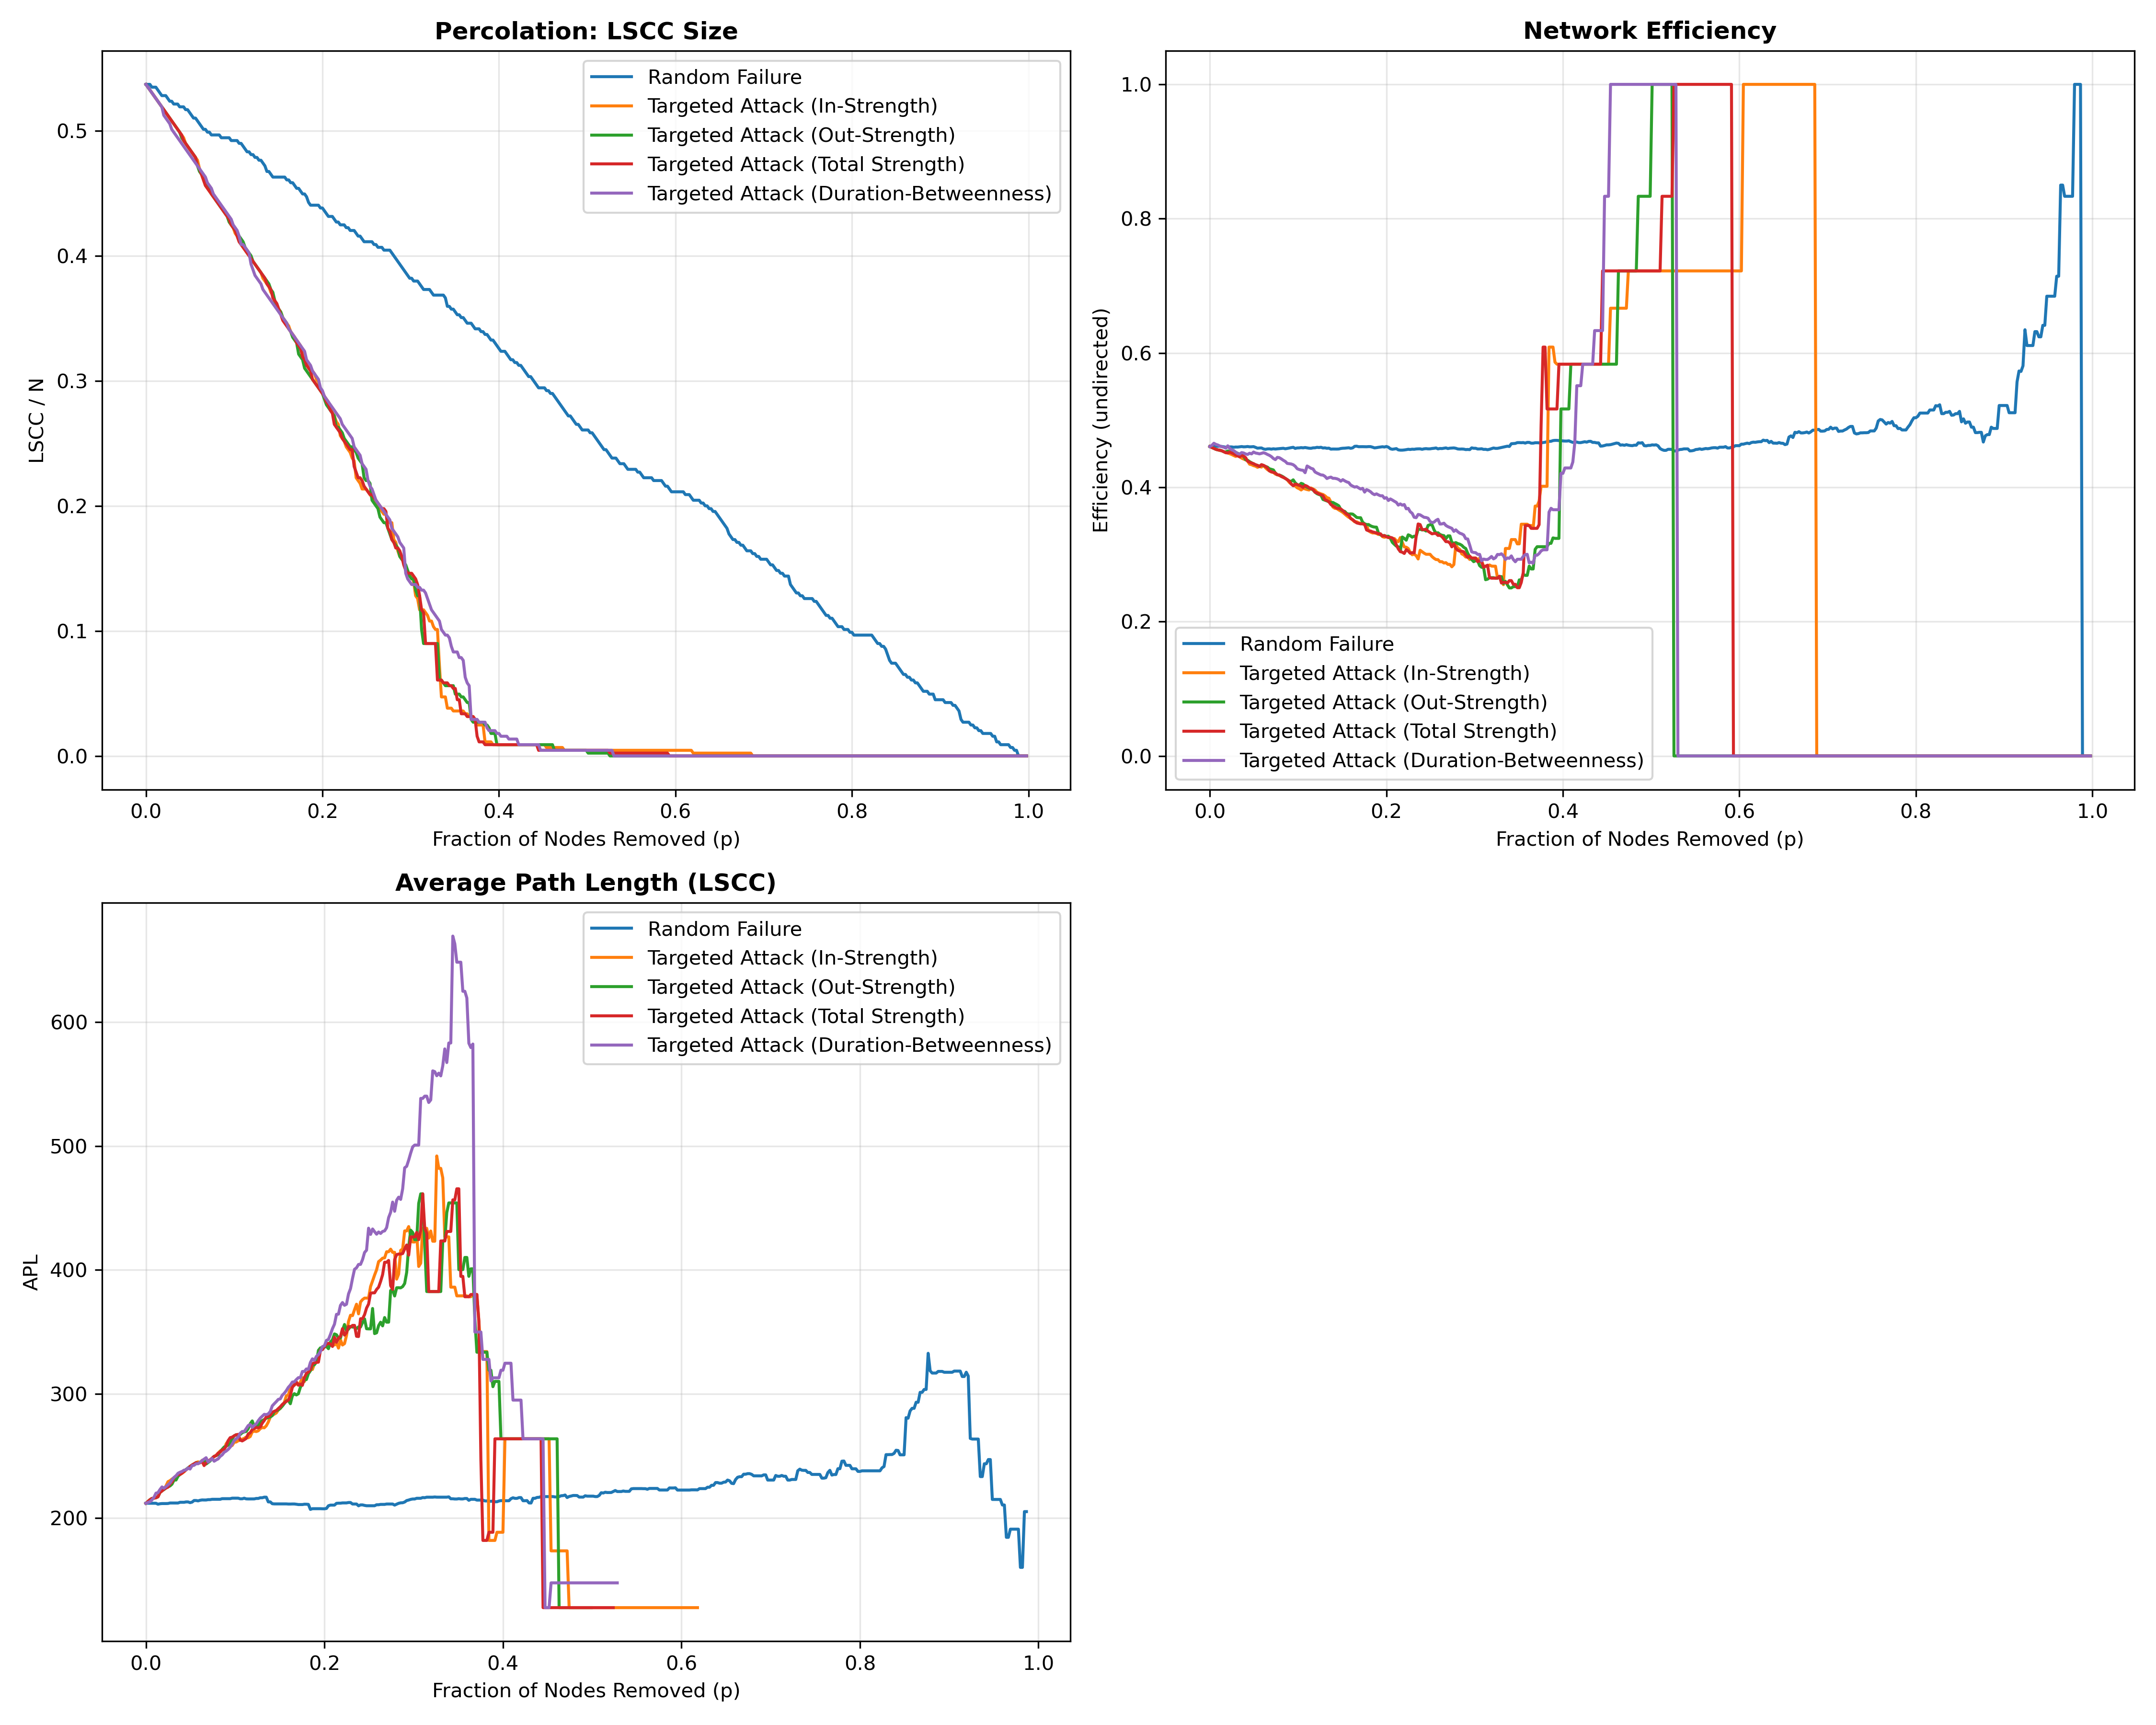 Percolation: LSCC Size
LSCC / N
0.5
0.4
0.3
0.2
0.1
0.0
Random Failure
Targeted Attack (In-Strength)
Targeted Attack (Out-Strength)
Targeted Attack (Total Strength)
Targeted Attack (Duration-Betweenness)
0.0 0.2 0.4 0.6 0.8 1.0
Fraction of Nodes Removed (p)
Network Efficiency
Efficiency (undirected)
1.0
0.8
0.6
0.4
0.2
0.0
Random Failure
Targeted Attack (In-Strength)
Targeted Attack (Out-Strength)
Targeted Attack (Total Strength)
Targeted Attack (Duration-Betweenness)
0.0 0.2 0.4 0.6 0.8 1.0
Fraction of Nodes Removed (p)
Average Path Length (LSCC)
APL
600
500
400
300
200
Random Failure
Targeted Attack (In-Strength)
Targeted Attack (Out-Strength)
Targeted Attack (Total Strength)
Targeted Attack (Duration-Betweenness)
0.0 0.2 0.4 0.6 0.8 1.0
Fraction of Nodes Removed (p)